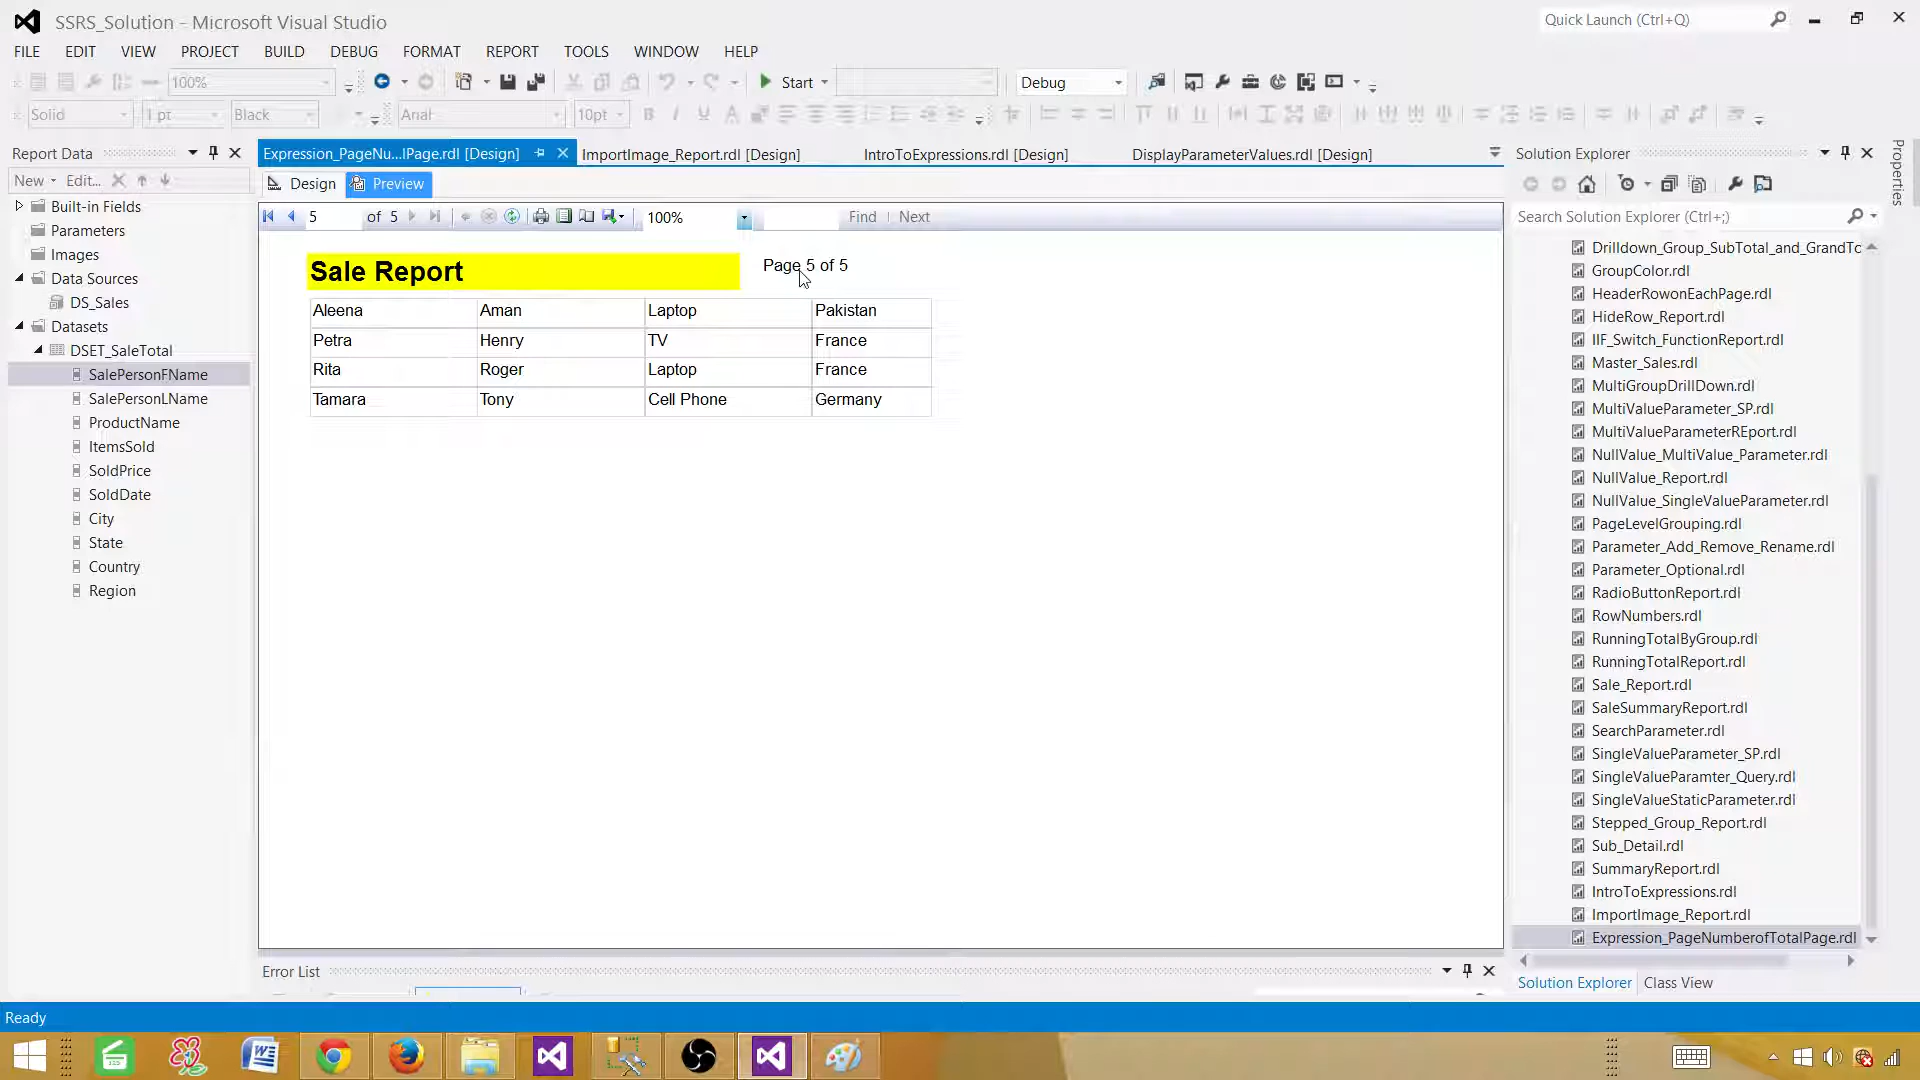 SSRS_Solution - Microsoft Visual Studio
Quick Launch (Ctrl+Q)
FILE EDIT VIEW PROJECT BUILD DEBUG FORMAT REPORT TOOLS WINDOW HELP
100% Start Debug
Solid 1 pt Black Arial 10pt
Report Data
New Edit...
Built-in Fields
Parameters
Images
Data Sources
DS_Sales
Datasets
DSET_SaleTotal
SalePersonFName
SalePersonLName
ProductName
ItemsSold
SoldPrice
SoldDate
City
State
Country
Region
Expression_PageNu...lPage.rdl [Design] ImportImage_Report.rdl [Design] IntroToExpressions.rdl [Design] DisplayParameterValues.rdl [Design]
Design Preview
5 of 5 100% Find Next
Sale Report Page 5 of 5
Aleena Aman Laptop Pakistan
Petra Henry TV France
Rita Roger Laptop France
Tamara Tony Cell Phone Germany
Error List
Solution Explorer
Search Solution Explorer (Ctrl+;)
Drilldown_Group_SubTotal_and_GrandTc
GroupColor.rdl
HeaderRowonEachPage.rdl
HideRow_Report.rdl
IIF_Switch_FunctionReport.rdl
Master_Sales.rdl
MultiGroupDrillDown.rdl
MultiValueParameter_SP.rdl
MultiValueParameterREport.rdl
NullValue_MultiValue_Parameter.rdl
NullValue_Report.rdl
NullValue_SingleValueParameter.rdl
PageLevelGrouping.rdl
Parameter_Add_Remove_Rename.rdl
Parameter_Optional.rdl
RadioButtonReport.rdl
RowNumbers.rdl
RunningTotalByGroup.rdl
RunningTotalReport.rdl
Sale_Report.rdl
SaleSummaryReport.rdl
SearchParameter.rdl
SingleValueParameter_SP.rdl
SingleValueParamter_Query.rdl
SingleValueStaticParameter.rdl
Stepped_Group_Report.rdl
Sub_Detail.rdl
SummaryReport.rdl
IntroToExpressions.rdl
ImportImage_Report.rdl
Expression_PageNumberofTotalPage.rdl
Solution Explorer Class View
Properties
Ready